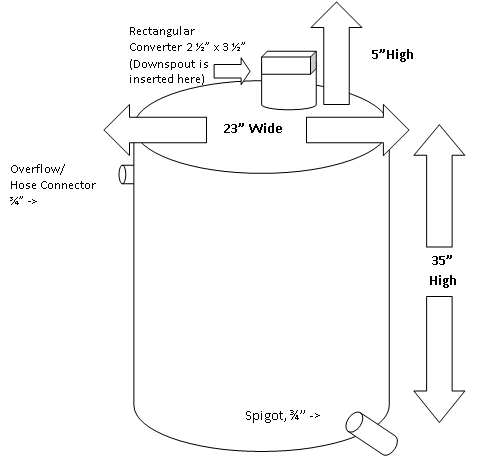 Rectangular
Converter 2 ½” x 3 ½”
(Downspout is
inserted here)
5”High
23” Wide
Overflow/
Hose Connector
¾” ->
35”
High
Spigot, ¾” ->